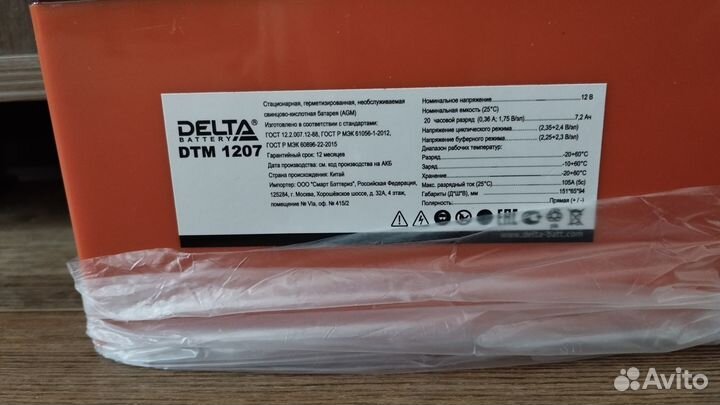 DELTA
BATTERY
DTM 1207
Стационарная, герметизированная, необслуживаемая
свинцово-кислотная батарея (AGM)
Изготовлено в соответствии с стандартами:
ГОСТ 12.2.007.12-88, ГОСТ Р МЭК 61056-1-2012,
ГОСТ Р МЭК 60896-22-2015
Гарантийный срок: 12 месяцев
Дата производства: см. код производства на АКБ
Страна происхождения: Китай
Импортер: ООО "Смарт Баттериз", Российская Федерация,
125284, г. Москва, Хорошёвское шоссе, д. 32А, 4 этаж,
помещение № VIа, оф. № 415/2
Номинальное напряжение 12 В
Номинальная емкость (25°C)
20 часовой разряд (0,36 А; 1,75 В/эл) 7,2 Ач
Напряжение циклического режима (2,35÷2,4 В/эл)
Напряжение буферного режима (2,25÷2,3 В/эл)
Диапазон рабочих температур:
Разряд -20÷60°C
Заряд -10÷60°C
Хранение -20÷60°C
Макс. разрядный ток (25°C) 105А (5с)
Габариты (Д*Ш*В), мм 151*65*94
Полярность Прямая (+ / -)
EAC
www.delta-batt.com
Avito